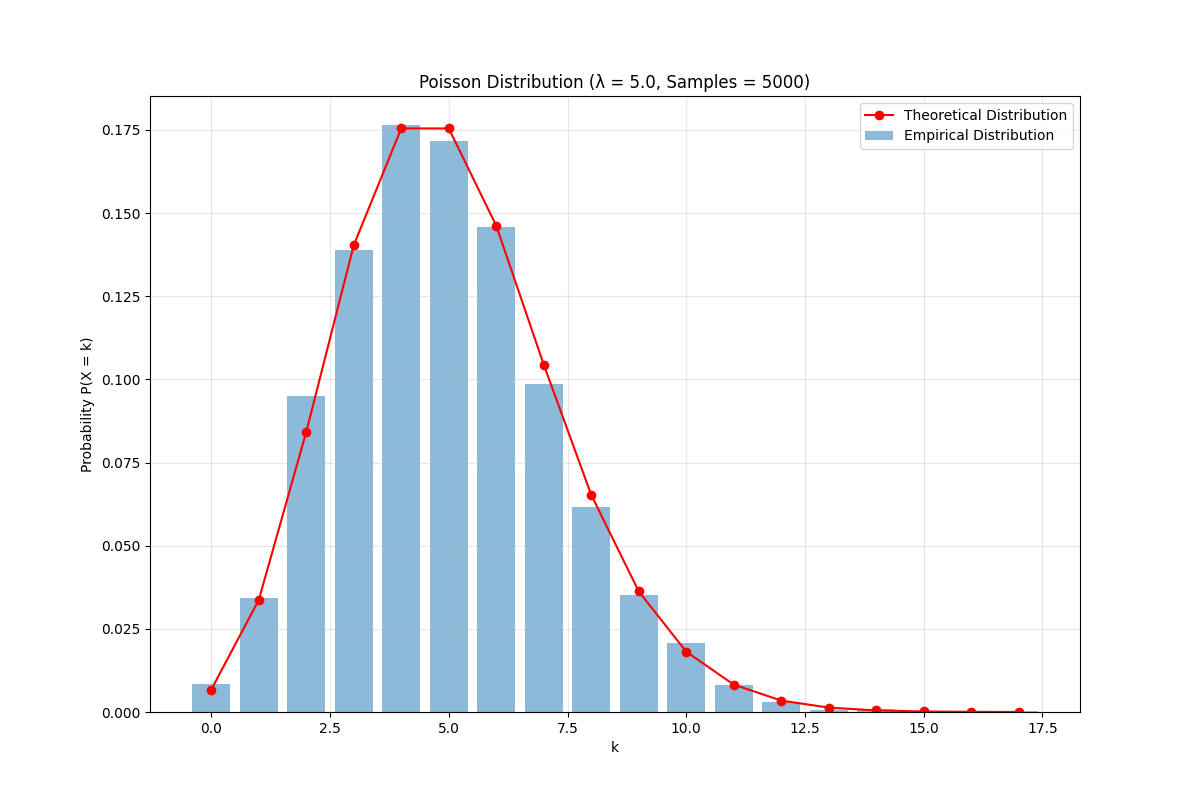 Poisson Distribution (λ = 5.0, Samples = 5000)
Theoretical Distribution
Empirical Distribution
Probability P(X = k)
0.175
0.150
0.125
0.100
0.075
0.050
0.025
0.000
0.0 2.5 5.0 7.5 10.0 12.5 15.0 17.5
k